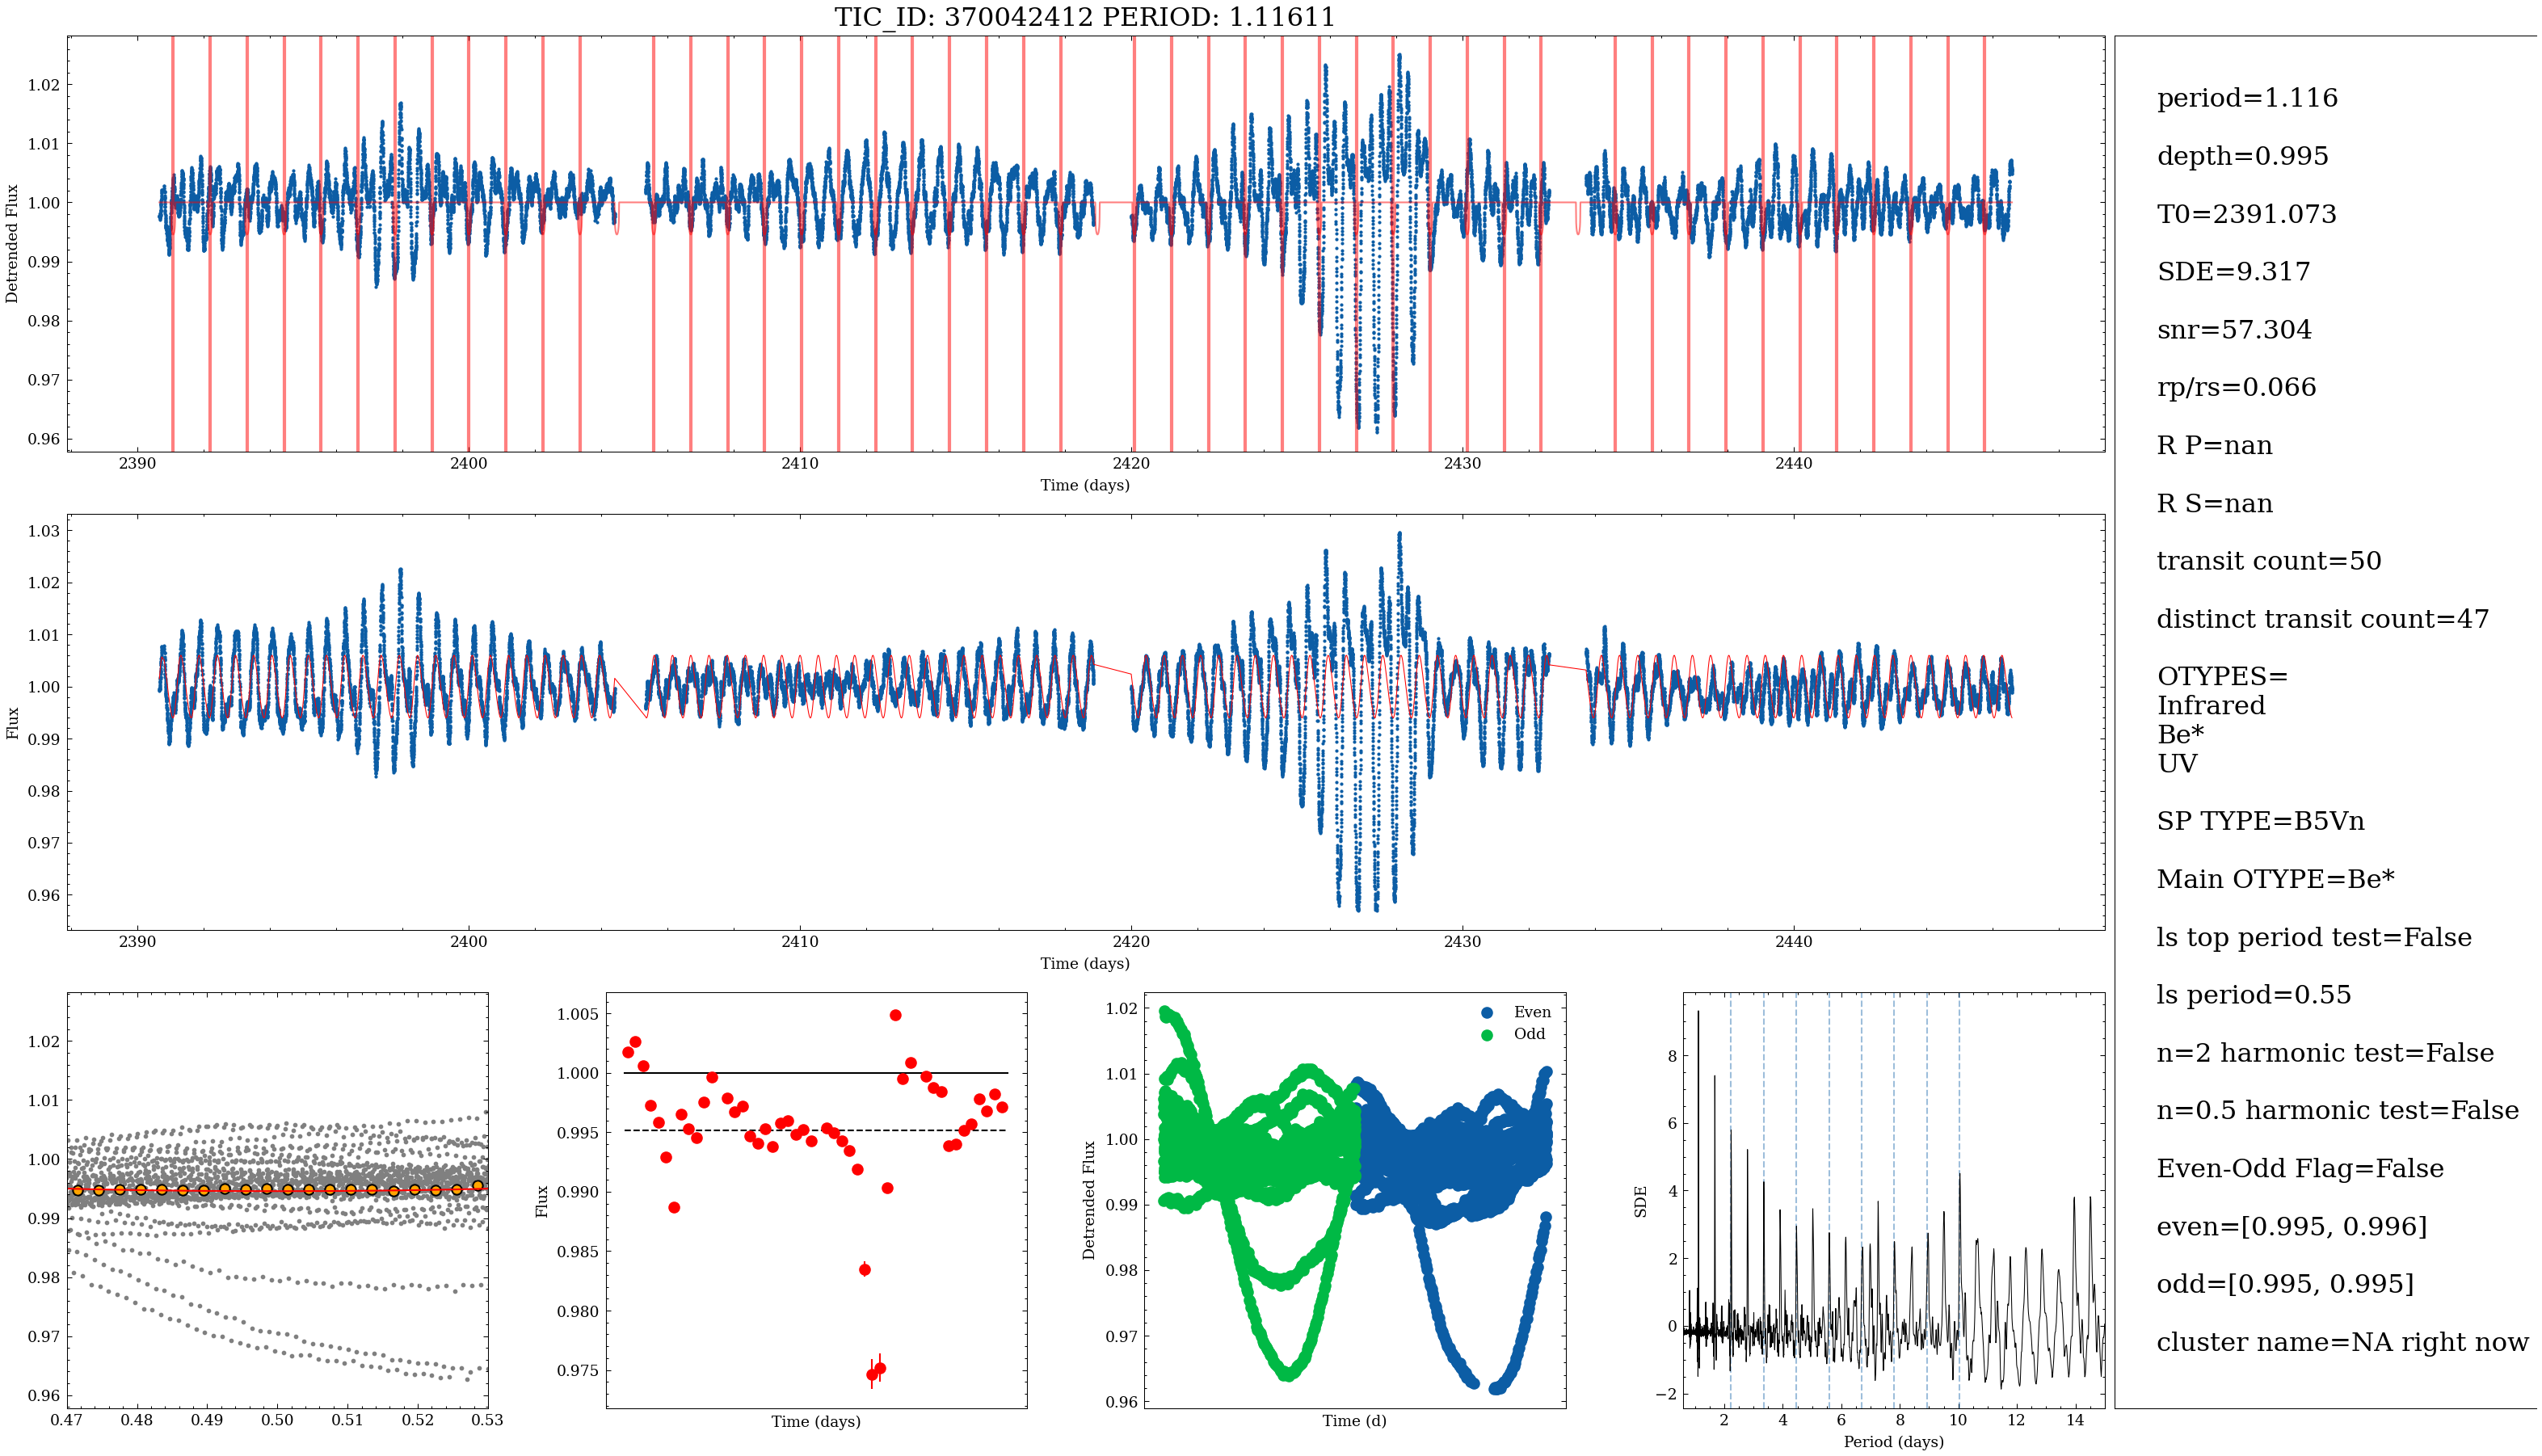 TIC_ID: 370042412 PERIOD: 1.11611
1.02
1.01
1.00
0.99
0.98
0.97
0.96
Detrended Flux
2390
2400
2410
2420
2430
2440
Time (days)
1.03
1.02
1.01
1.00
0.99
0.98
0.97
0.96
Flux
2390
2400
2410
2420
2430
2440
Time (days)
1.02
1.01
1.00
0.99
0.98
0.97
0.96
0.47
0.48
0.49
0.50
0.51
0.52
0.53
1.005
1.000
0.995
0.990
0.985
0.980
0.975
Flux
Time (days)
1.02
1.01
1.00
0.99
0.98
0.97
0.96
Detrended Flux
Even
Odd
Time (d)
8
6
4
2
0
−2
SDE
2
4
6
8
10
12
14
Period (days)
period=1.116
depth=0.995
T0=2391.073
SDE=9.317
snr=57.304
rp/rs=0.066
R P=nan
R S=nan
transit count=50
distinct transit count=47
OTYPES=
Infrared
Be*
UV
SP TYPE=B5Vn
Main OTYPE=Be*
ls top period test=False
ls period=0.55
n=2 harmonic test=False
n=0.5 harmonic test=False
Even-Odd Flag=False
even=[0.995, 0.996]
odd=[0.995, 0.995]
cluster name=NA right now